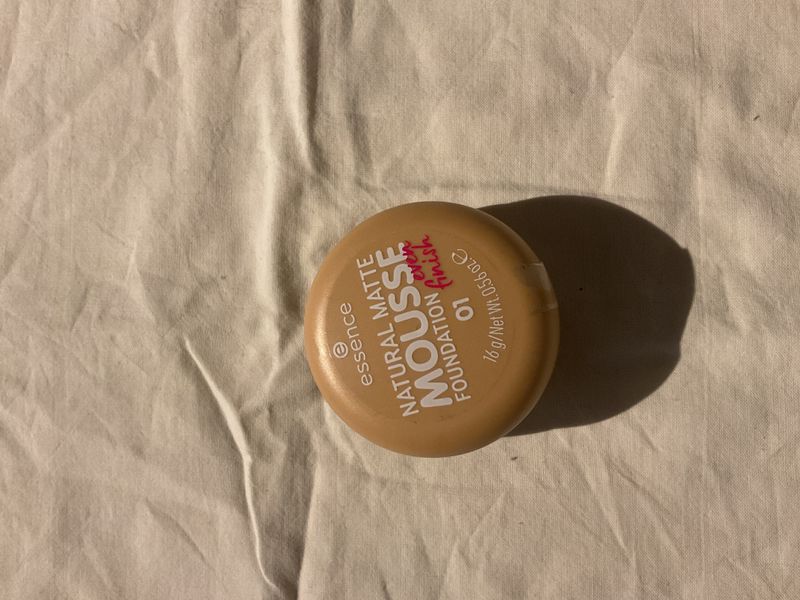 essence
NATURAL MATTE
MOUSSE
FOUNDATION
even
finish
01
16 g/Net Wt. 0.56 oz. ℮